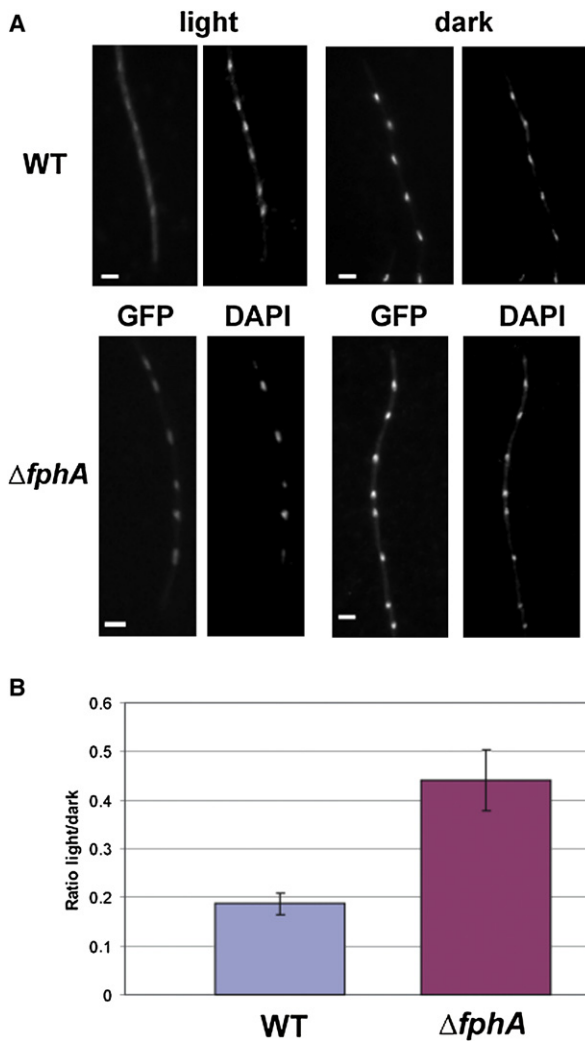 A
light dark
WT
GFP DAPI GFP DAPI
ΔfphA
B
0.6
0.5
0.4
0.3
0.2
0.1
0
Ratio light/dark
WT ΔfphA